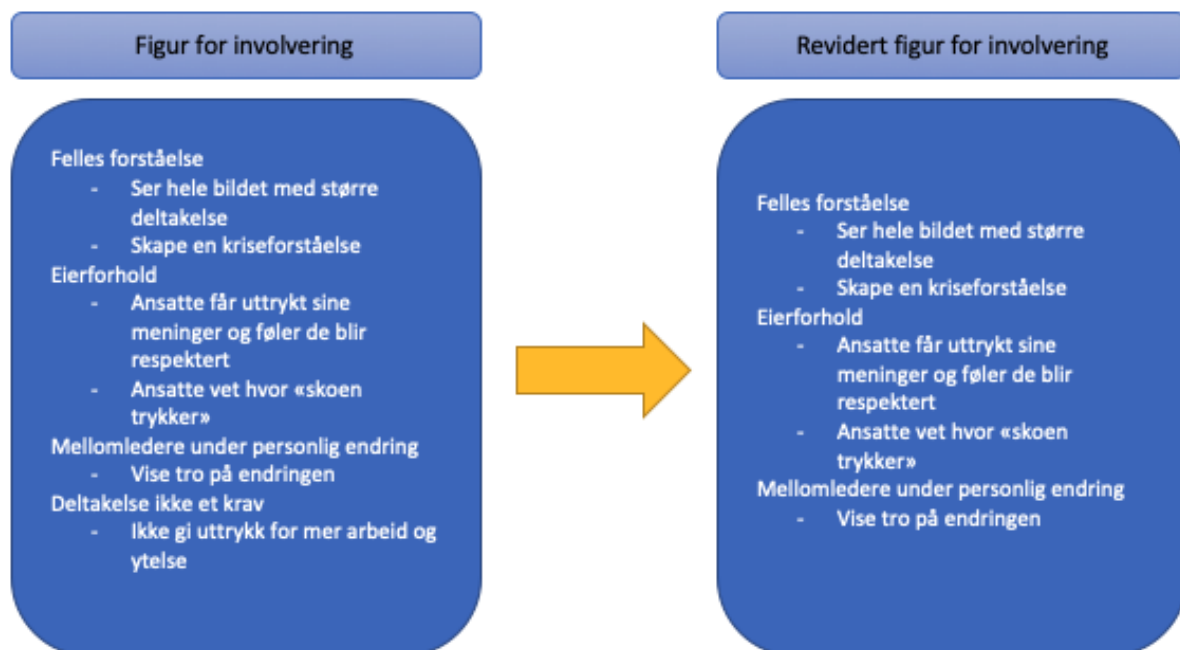 Figur for involvering
Felles forståelse
- Ser hele bildet med større
deltakelse
- Skape en kriseforståelse
Eierforhold
- Ansatte får uttrykt sine
meninger og føler de blir
respektert
- Ansatte vet hvor «skoen
trykker»
Mellomledere under personlig endring
- Vise tro på endringen
Deltakelse ikke et krav
- Ikke gi uttrykk for mer arbeid og
ytelse
Revidert figur for involvering
Felles forståelse
- Ser hele bildet med større
deltakelse
- Skape en kriseforståelse
Eierforhold
- Ansatte får uttrykt sine
meninger og føler de blir
respektert
- Ansatte vet hvor «skoen
trykker»
Mellomledere under personlig endring
- Vise tro på endringen